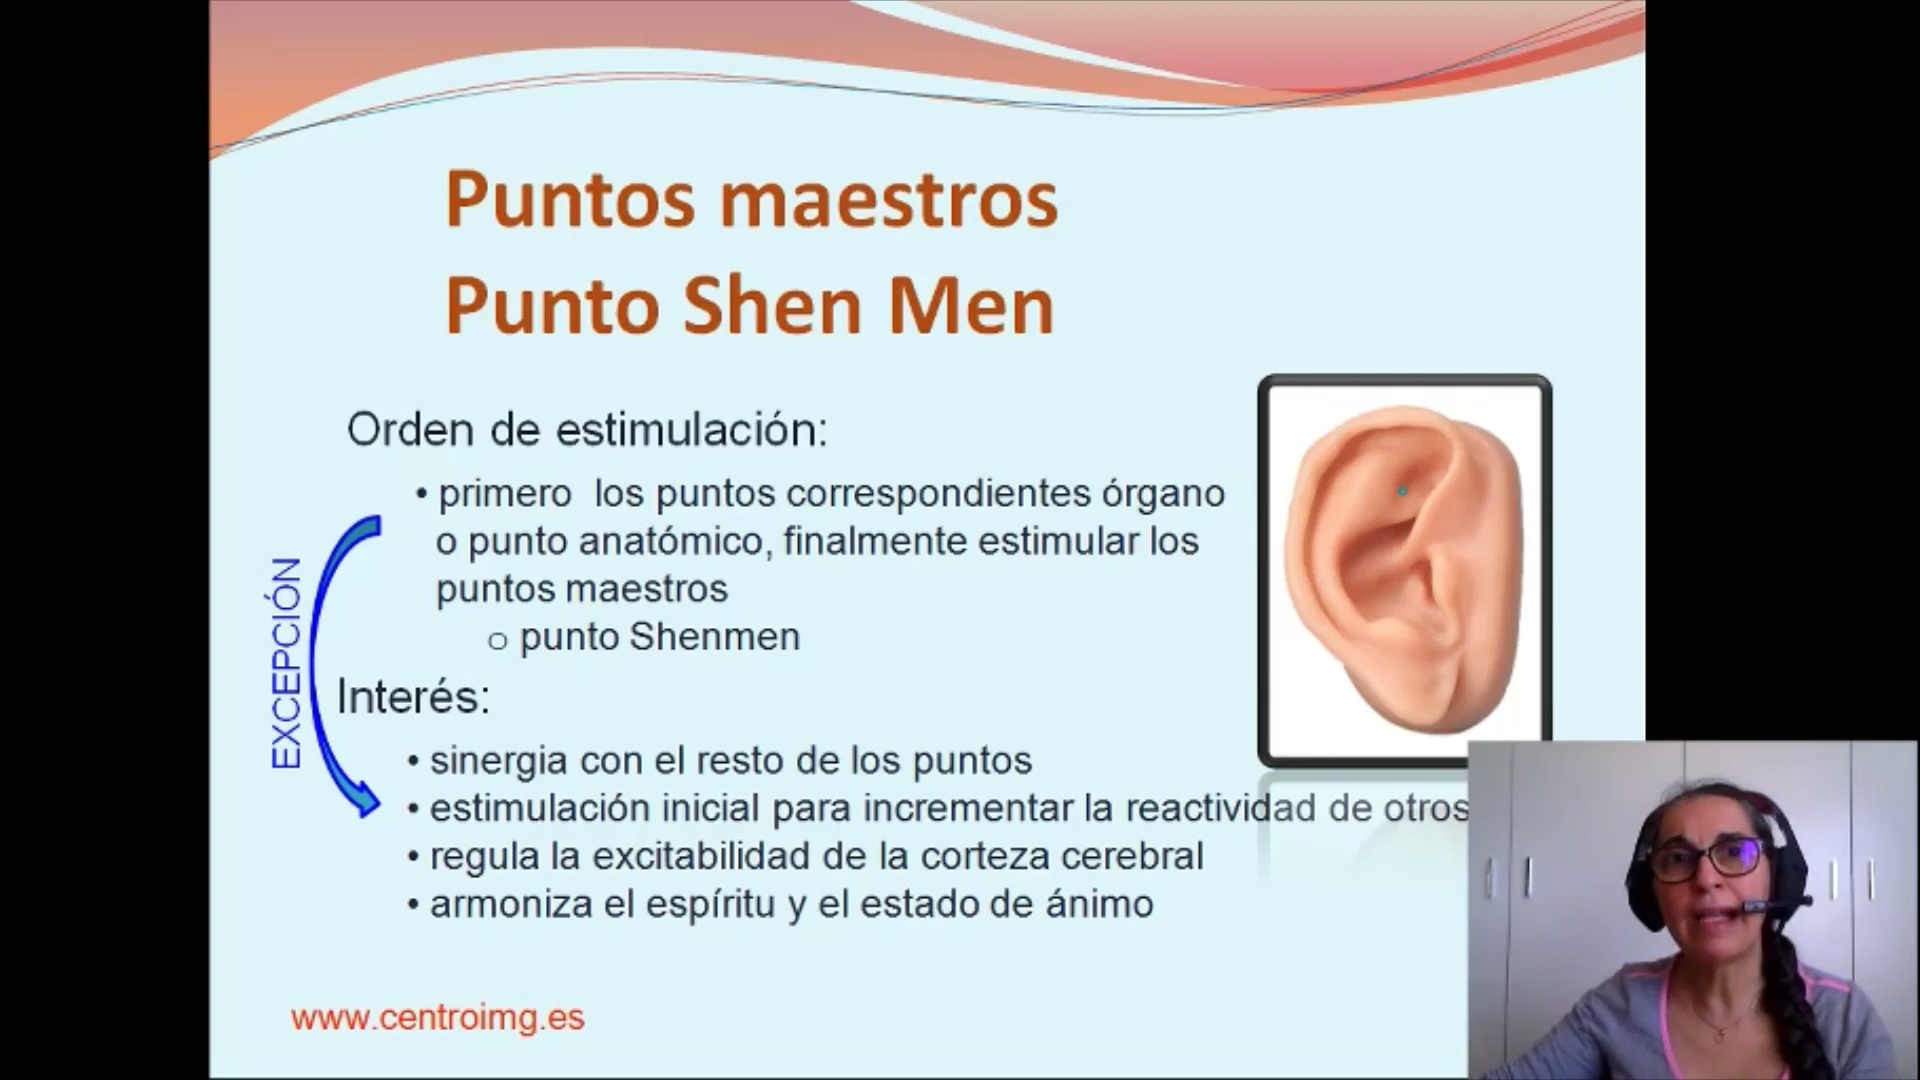 Puntos maestros
Punto Shen Men
Orden de estimulación:
• primero los puntos correspondientes órgano
o punto anatómico, finalmente estimular los
puntos maestros
o punto Shenmen
EXCEPCIÓN
Interés:
• sinergia con el resto de los puntos
• estimulación inicial para incrementar la reactividad de otros
• regula la excitabilidad de la corteza cerebral
• armoniza el espíritu y el estado de ánimo
www.centroimg.es